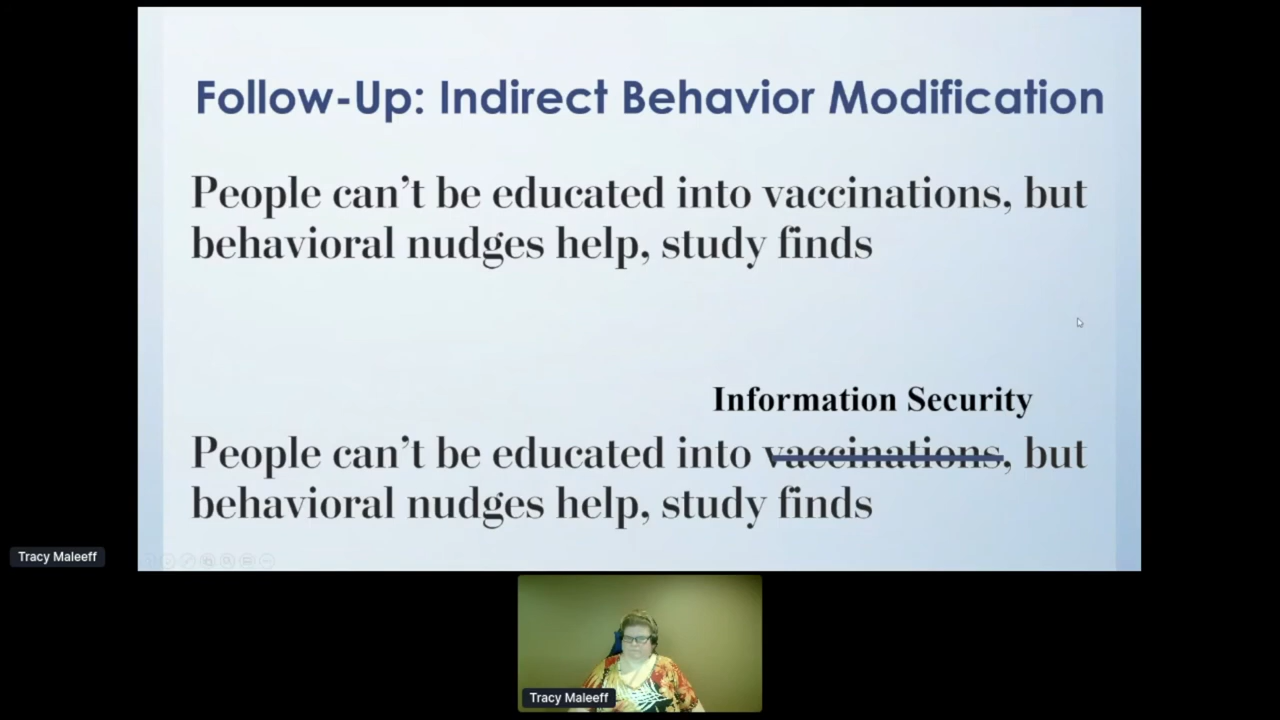 Follow-Up: Indirect Behavior Modification
People can’t be educated into vaccinations, but
behavioral nudges help, study finds
Information Security
People can’t be educated into vaccinations, but
behavioral nudges help, study finds
Tracy Maleeff
Tracy Maleeff